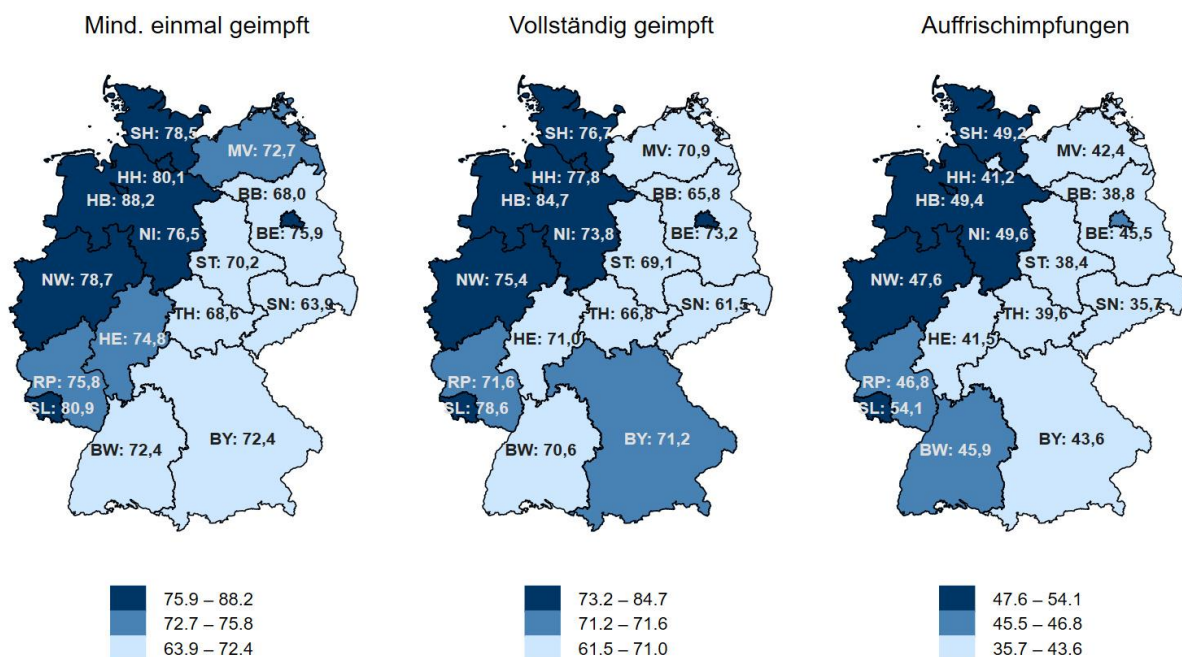 Mind. einmal geimpft
SH: 78,5
MV: 72,7
HH: 80,1
BB: 68,0
HB: 88,2
NI: 76,5
BE: 75,9
ST: 70,2
NW: 78,7
SN: 63,9
TH: 68,6
HE: 74,8
RP: 75,8
SL: 80,9
BW: 72,4
BY: 72,4
75.9 – 88.2
72.7 – 75.8
63.9 – 72.4
Vollständig geimpft
SH: 76,7
MV: 70,9
HH: 77,8
BB: 65,8
HB: 84,7
NI: 73,8
BE: 73,2
ST: 69,1
NW: 75,4
SN: 61,5
TH: 66,8
HE: 71,0
RP: 71,6
SL: 78,6
BW: 70,6
BY: 71,2
73.2 – 84.7
71.2 – 71.6
61.5 – 71.0
Auffrischimpfungen
SH: 49,2
MV: 42,4
HH: 41,2
BB: 38,8
HB: 49,4
NI: 49,6
BE: 45,5
ST: 38,4
NW: 47,6
SN: 35,7
TH: 39,6
HE: 41,5
RP: 46,8
SL: 54,1
BW: 45,9
BY: 43,6
47.6 – 54.1
45.5 – 46.8
35.7 – 43.6